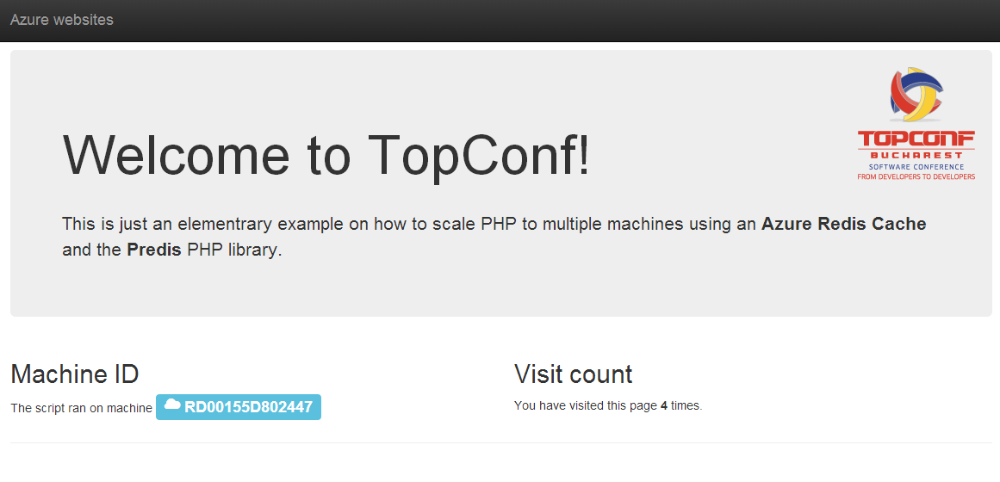 Azure websites
TOPCONF
BUCHAREST
SOFTWARE CONFERENCE
FROM DEVELOPERS TO DEVELOPERS
Welcome to TopConf!
This is just an elementrary example on how to scale PHP to multiple machines using an Azure Redis Cache
and the Predis PHP library.
Machine ID
The script ran on machine RD00155D802447
Visit count
You have visited this page 4 times.